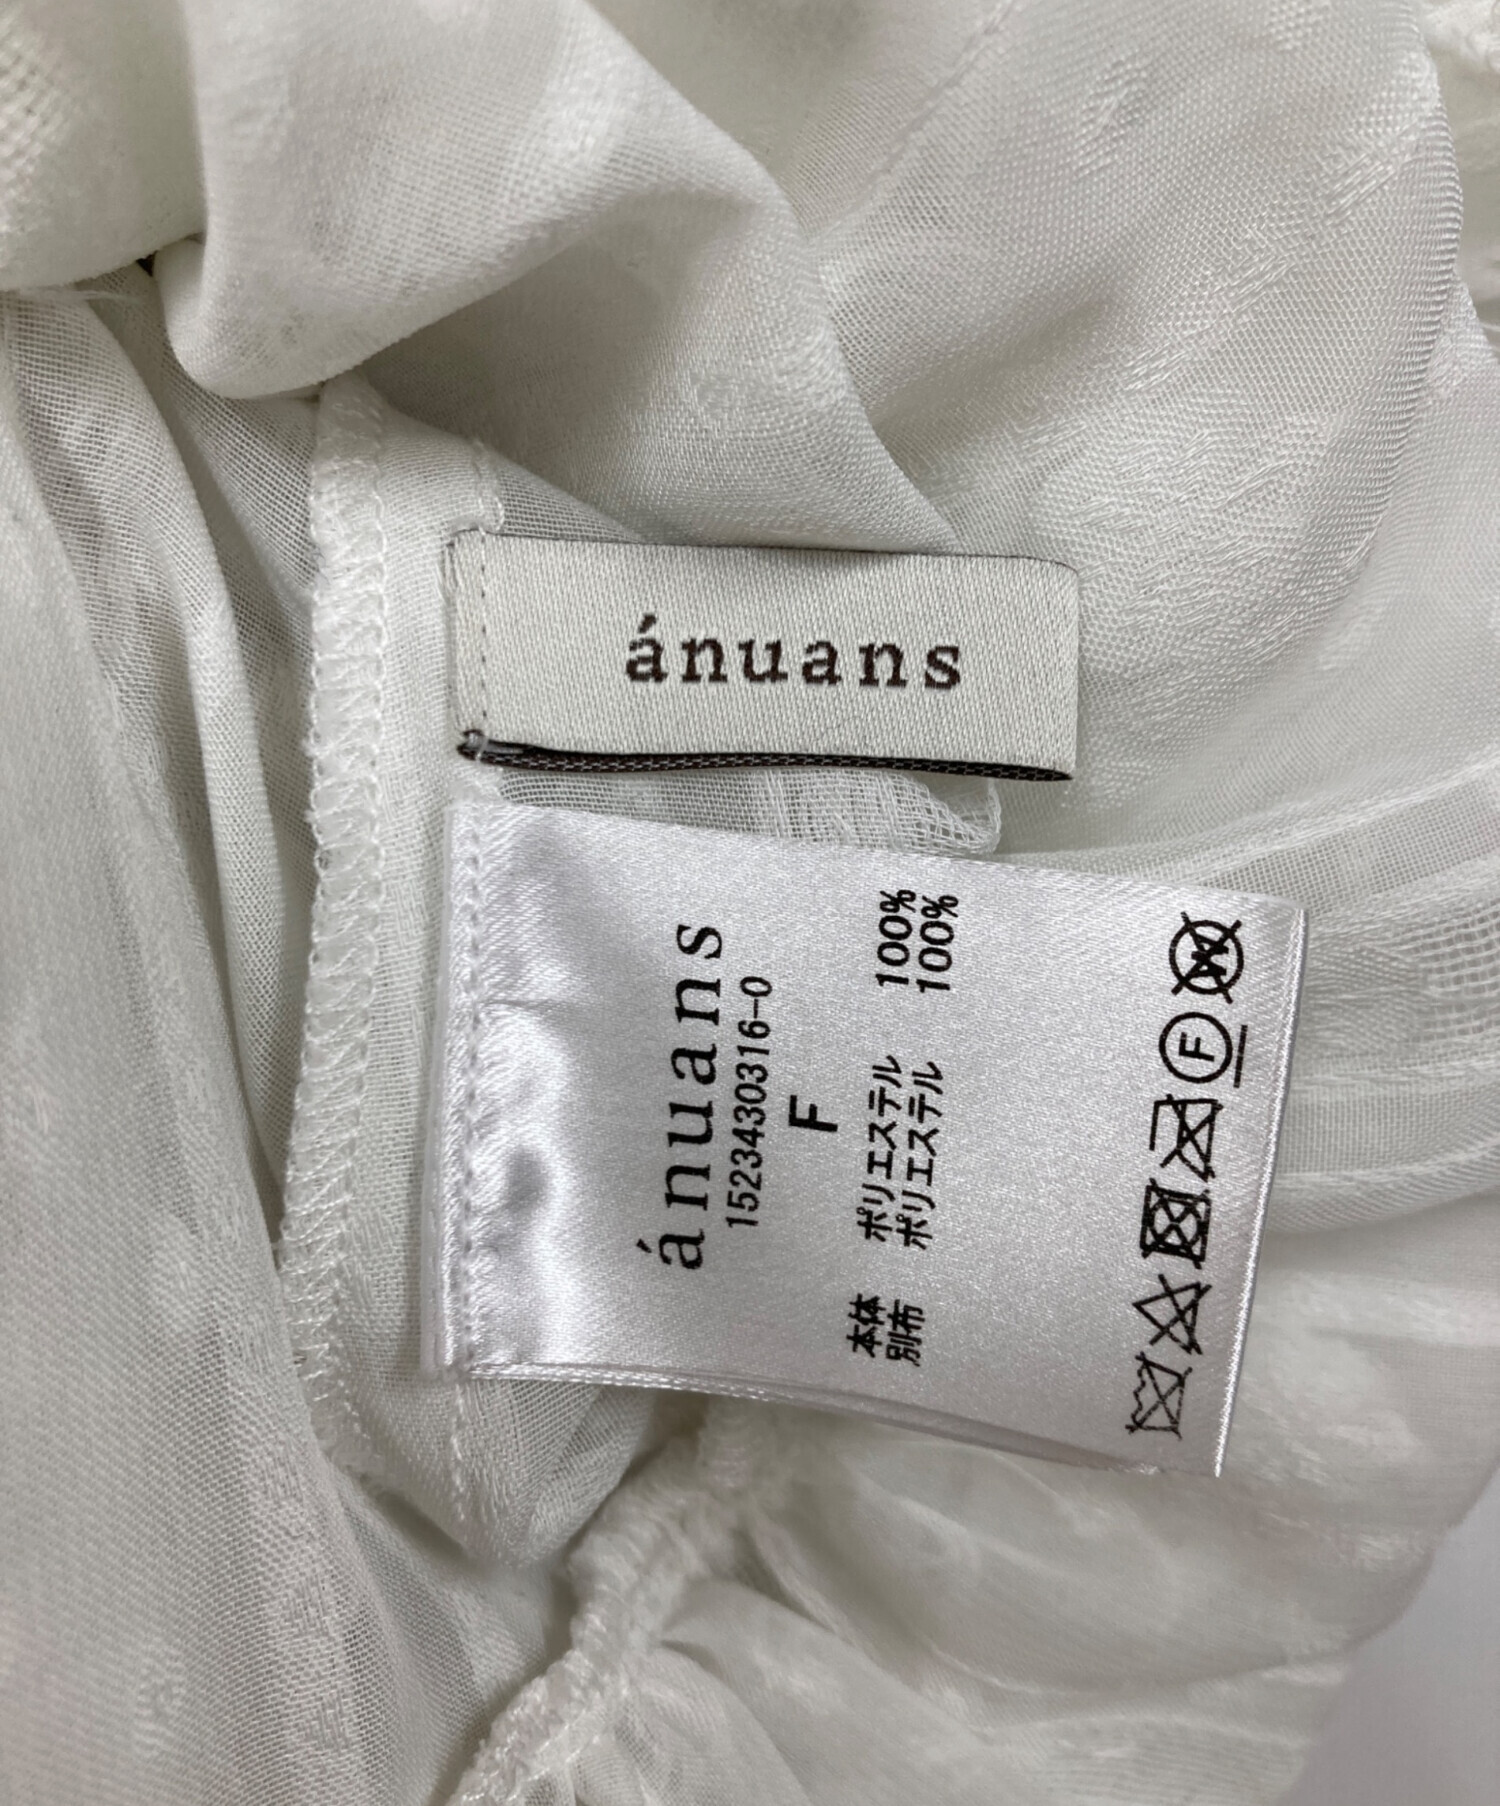 ánuans
ánuans
1523430316-0
F
本体 ポリエステル 100%
別布 ポリエステル 100%
W
F